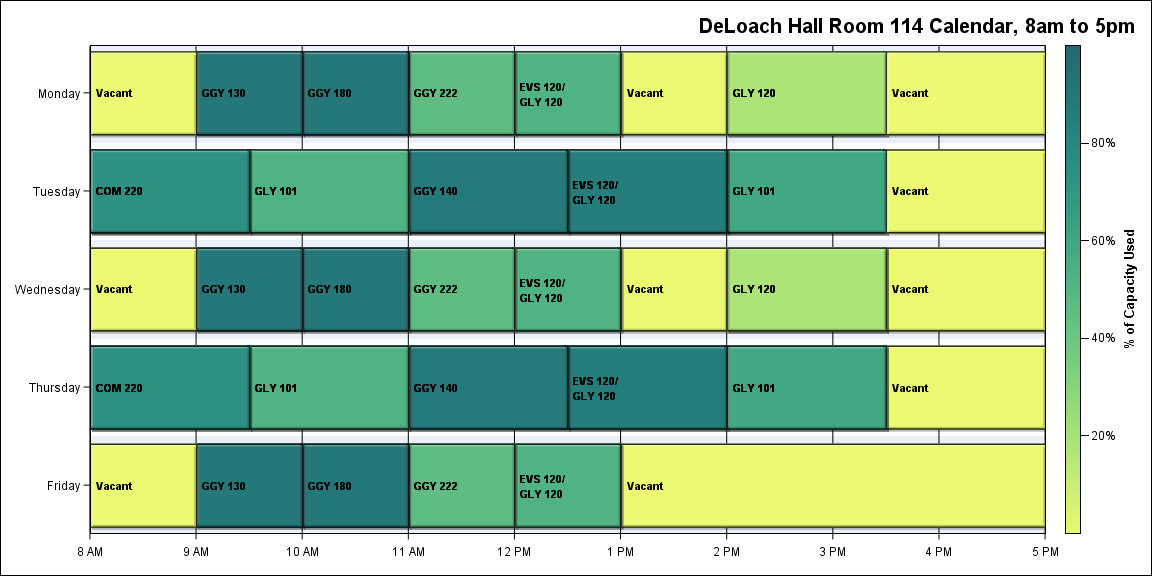 DeLoach Hall Room 114 Calendar, 8am to 5pm
Monday
Vacant
GGY 130
GGY 180
GGY 222
EVS 120/
GLY 120
Vacant
GLY 120
Vacant
Tuesday
COM 220
GLY 101
GGY 140
EVS 120/
GLY 120
GLY 101
Vacant
Wednesday
Vacant
GGY 130
GGY 180
GGY 222
EVS 120/
GLY 120
Vacant
GLY 120
Vacant
Thursday
COM 220
GLY 101
GGY 140
EVS 120/
GLY 120
GLY 101
Vacant
Friday
Vacant
GGY 130
GGY 180
GGY 222
EVS 120/
GLY 120
Vacant
8 AM
9 AM
10 AM
11 AM
12 PM
1 PM
2 PM
3 PM
4 PM
5 PM
80%
60%
40%
20%
% of Capacity Used